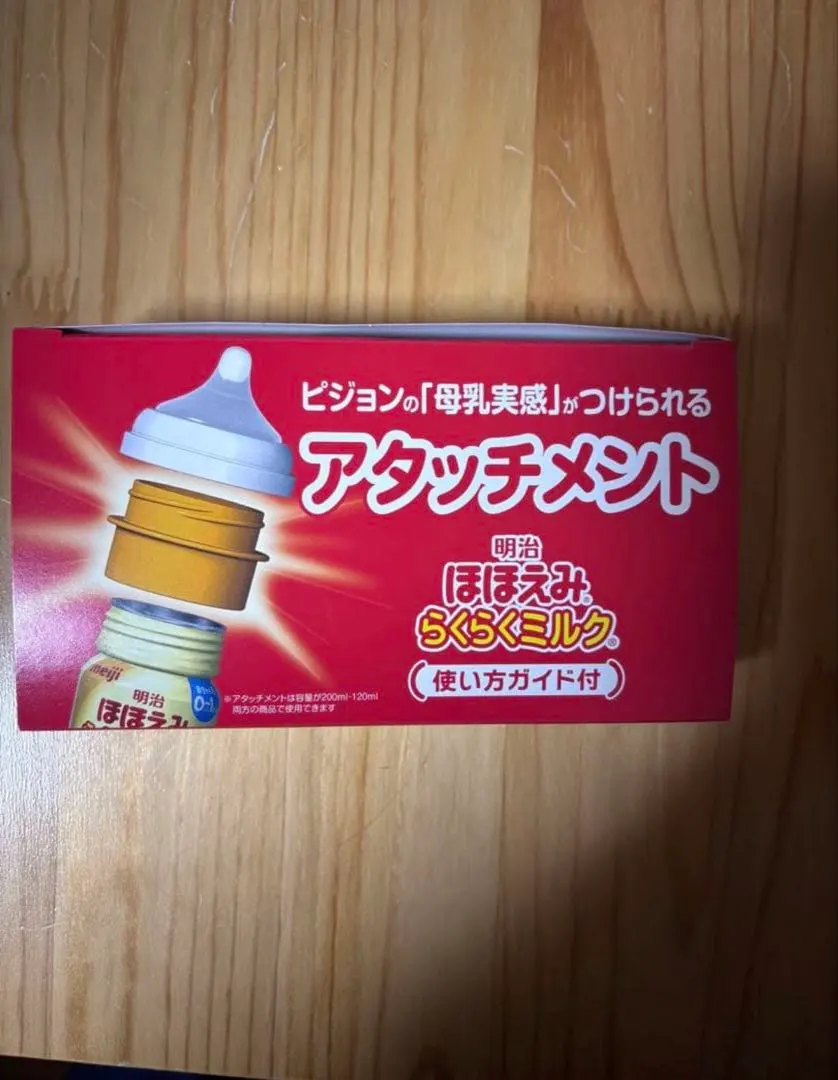 ピジョンの「母乳実感」がつけられる
アタッチメント
明治
ほほえみ®
らくらくミルク®
(使い方ガイド付)
※アタッチメントは容量が200ml・120ml
両方の商品で使用できます
meiji
明治
ほほえみ